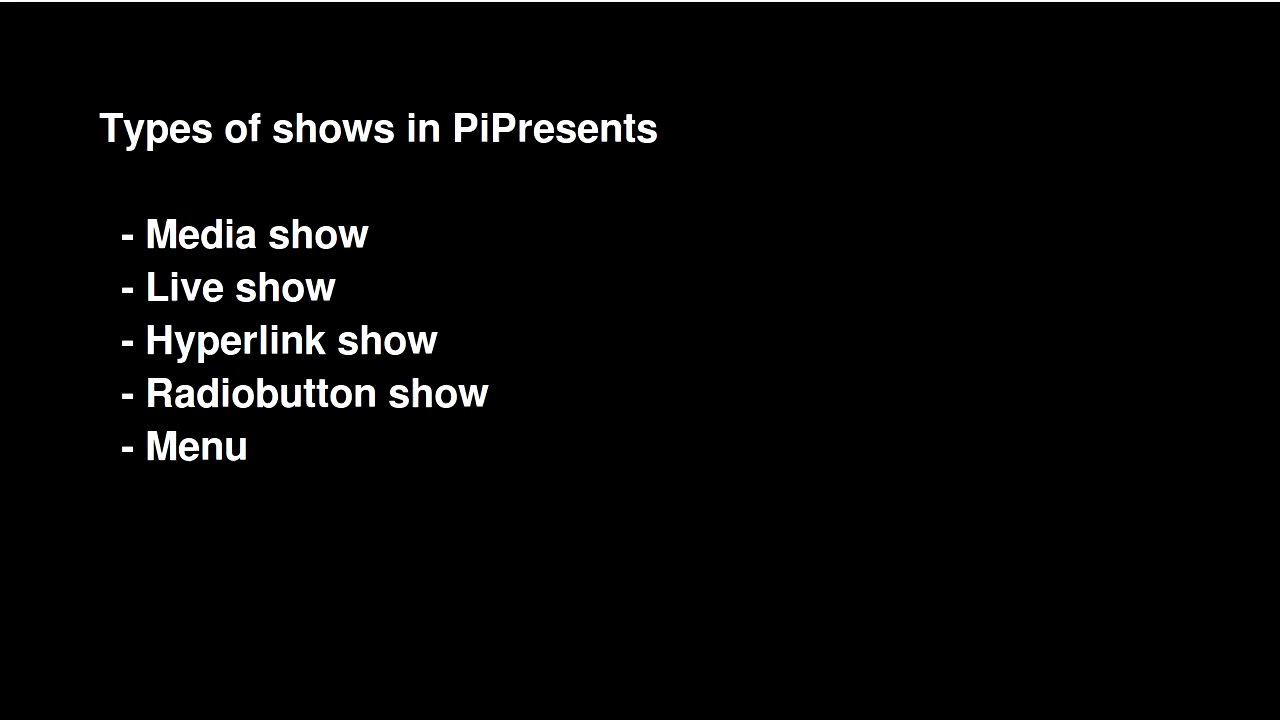 Types of shows in PiPresents
- Media show
- Live show
- Hyperlink show
- Radiobutton show
- Menu